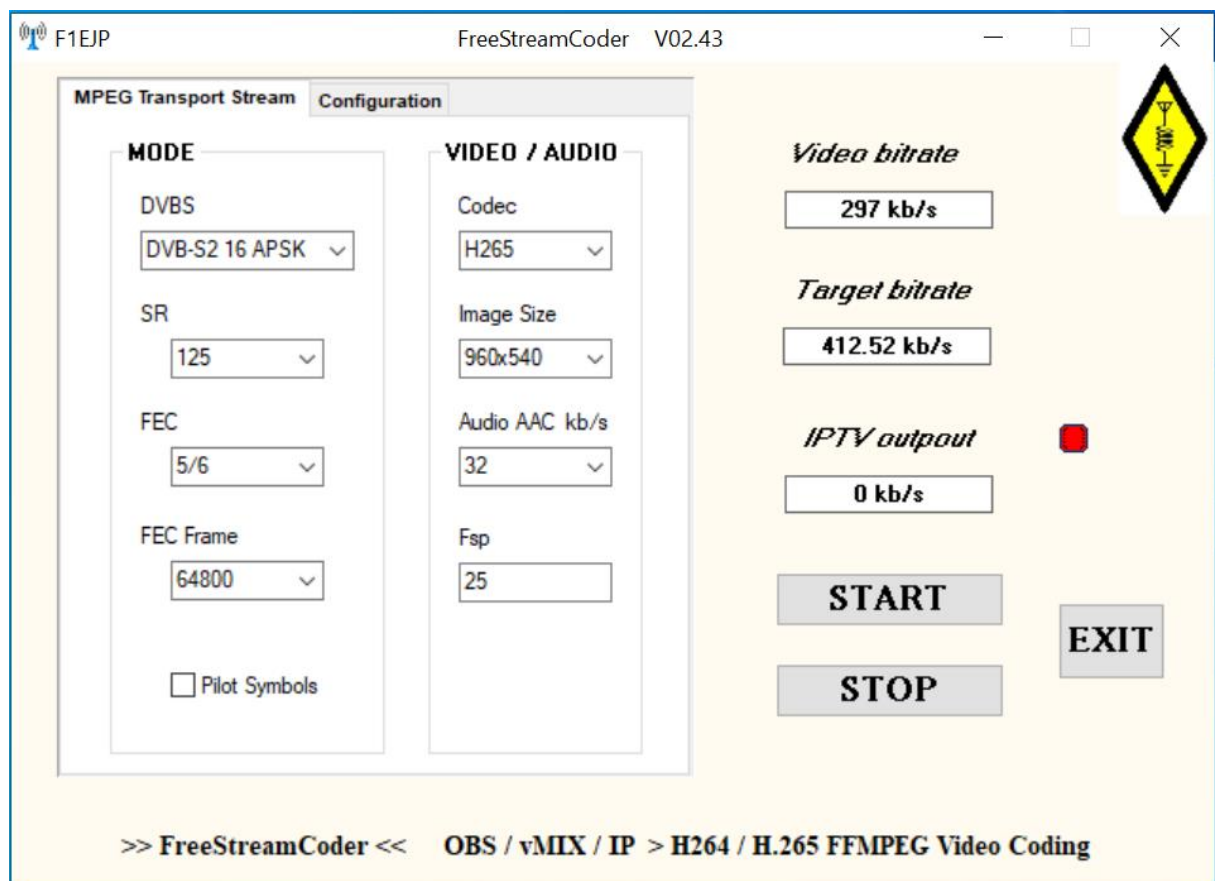 F1EJP FreeStreamCoder V02.43
MPEG Transport Stream Configuration
MODE
DVBS
DVB-S2 16 APSK
SR
125
FEC
5/6
FEC Frame
64800
Pilot Symbols
VIDEO / AUDIO
Codec
H265
Image Size
960x540
Audio AAC kb/s
32
Fsp
25
Video bitrate
297 kb/s
Target bitrate
412.52 kb/s
IPTV outpout
0 kb/s
START
STOP
EXIT
>> FreeStreamCoder << OBS / vMIX / IP > H264 / H.265 FFMPEG Video Coding